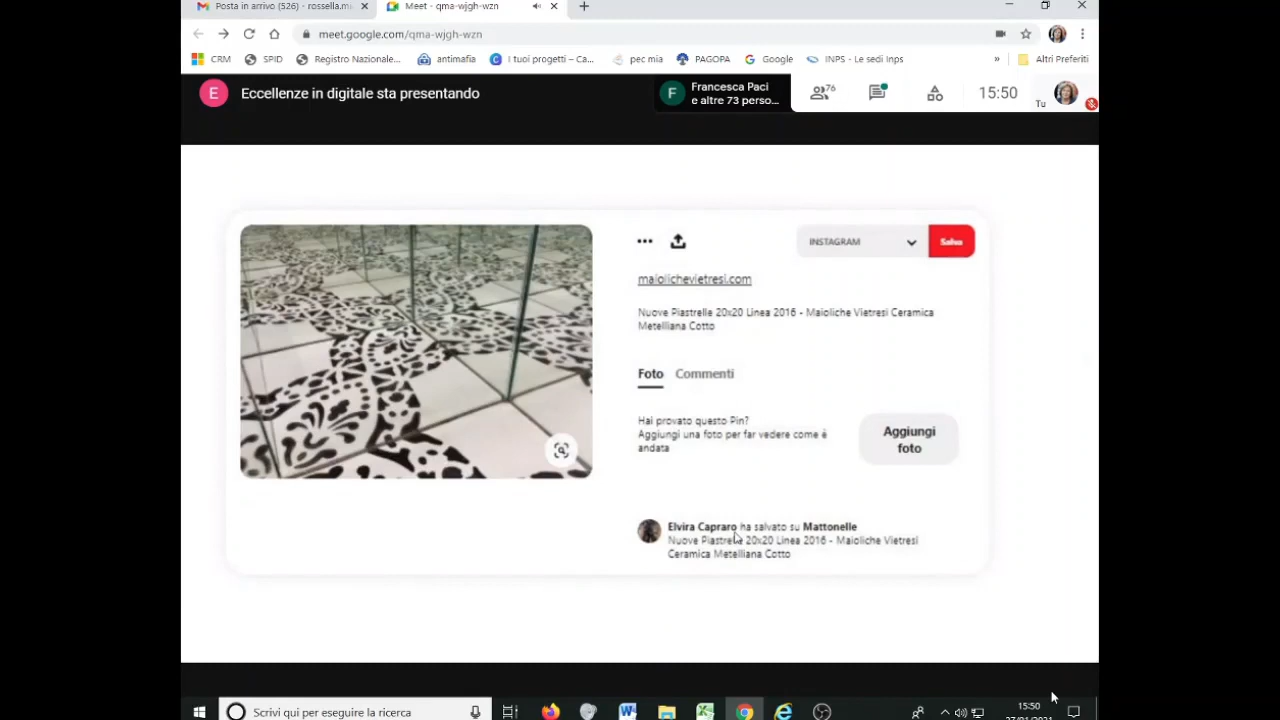 Posta in arrivo (526) - rossella.m
Meet - qma-wjgh-wzn
meet.google.com/qma-wjgh-wzn
CRM
SPID
Registro Nazionale...
antimafia
I tuoi progetti – Ca...
pec mia
PAGOPA
Google
INPS - Le sedi Inps
»
Altri Preferiti
E
Eccellenze in digitale sta presentando
F
Francesca Paci
e altre 73 perso...
76
15:50
Tu
INSTAGRAM
Salva
maiolichevietresi.com
Nuove Piastrelle 20x20 Linea 2016 - Maioliche Vietresi Ceramica
Metelliana Cotto
Foto
Commenti
Hai provato questo Pin?
Aggiungi una foto per far vedere come è
andata
Aggiungi
foto
Elvira Capraro ha salvato su Mattonelle
Nuove Piastrelle 20x20 Linea 2016 - Maioliche Vietresi
Ceramica Metelliana Cotto
Scrivi qui per eseguire la ricerca
15:50
27/01/2021